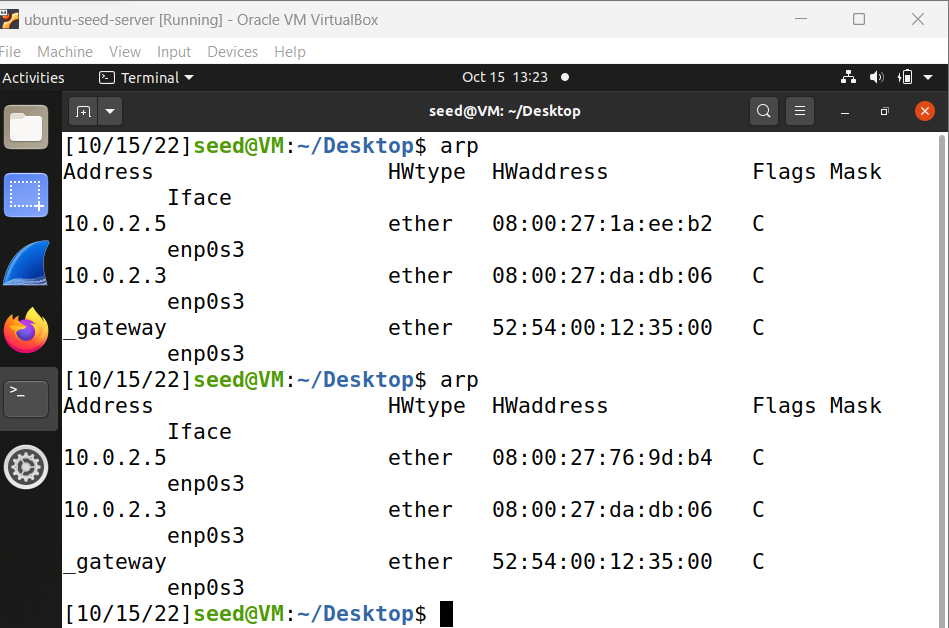 ubuntu-seed-server [Running] - Oracle VM VirtualBox
File Machine View Input Devices Help
Activities Terminal Oct 15 13:23
seed@VM: ~/Desktop
[10/15/22]seed@VM:~/Desktop$ arp
Address HWtype HWaddress Flags Mask
Iface
10.0.2.5 ether 08:00:27:1a:ee:b2 C
enp0s3
10.0.2.3 ether 08:00:27:da:db:06 C
enp0s3
_gateway ether 52:54:00:12:35:00 C
enp0s3
[10/15/22]seed@VM:~/Desktop$ arp
Address HWtype HWaddress Flags Mask
Iface
10.0.2.5 ether 08:00:27:76:9d:b4 C
enp0s3
10.0.2.3 ether 08:00:27:da:db:06 C
enp0s3
_gateway ether 52:54:00:12:35:00 C
enp0s3
[10/15/22]seed@VM:~/Desktop$